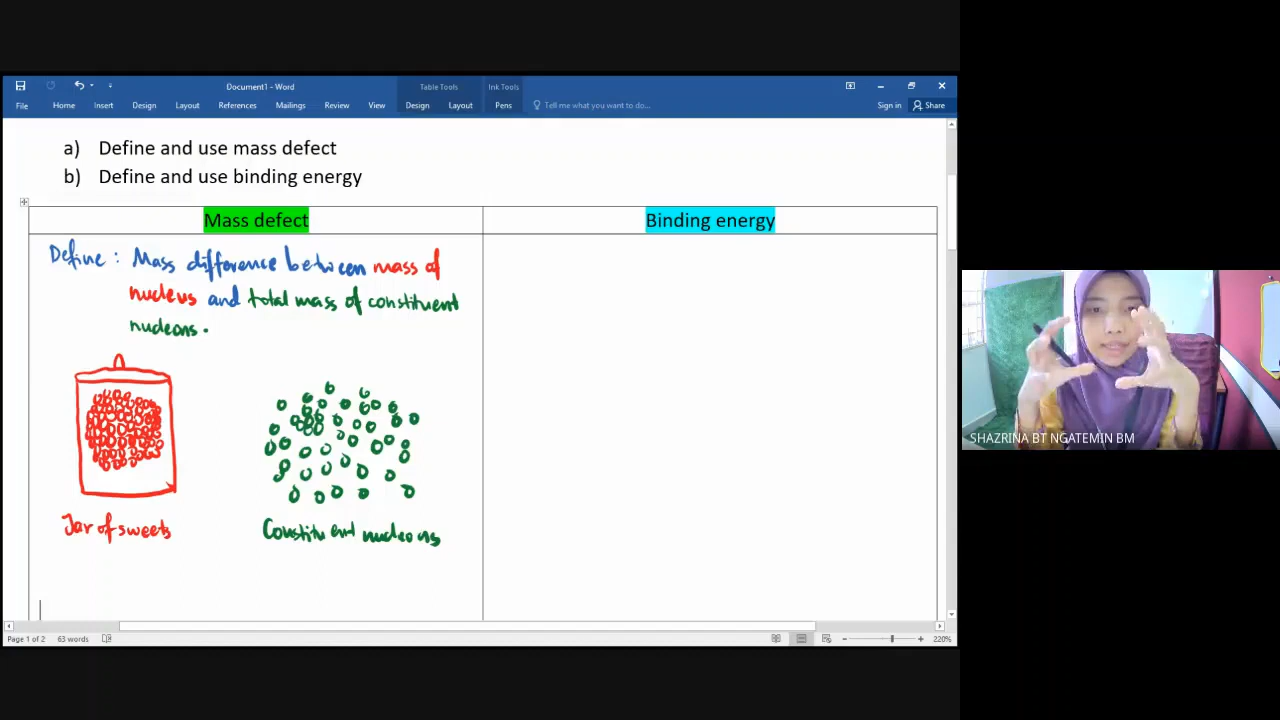 Document1 - Word
Table Tools
Ink Tools
File Home Insert Design Layout References Mailings Review View Design Layout Pens Tell me what you want to do... Sign in Share
a) Define and use mass defect
b) Define and use binding energy
Mass defect Binding energy
Define : Mass difference between mass of
nucleus and total mass of constituent
nucleons.
Jar of sweets Constituent nucleons
SHAZRINA BT NGATEMIN BM
Page 1 of 2 63 words 220%